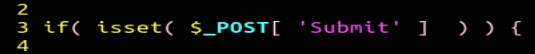 2
3 if( isset( $_POST[ 'Submit' ]  ) ) {
4